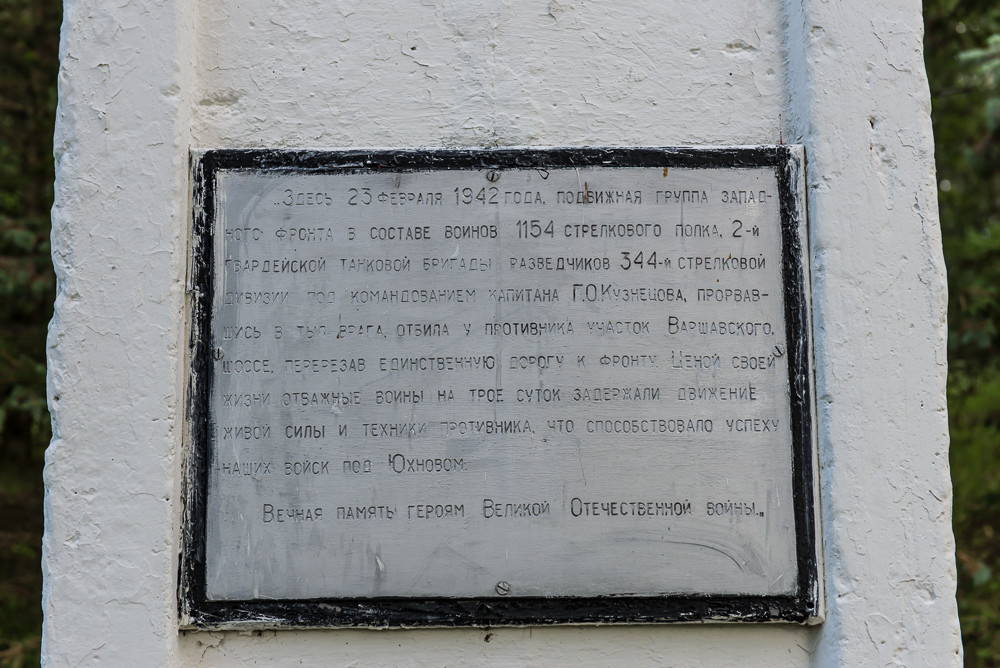 „Здесь 23 февраля 1942 года, подвижная группа Запад-
ного фронта в составе воинов 1154 стрелкового полка, 2-й
гвардейской танковой бригады разведчиков 344-й стрелковой
дивизии под командованием капитана Г.О.Кузнецова, прорвав-
шись в тыл врага, отбила у противника участок Варшавского,
шоссе, перерезав единственную дорогу к фронту. Ценой своей
жизни отважные воины на трое суток задержали движение
живой силы и техники противника, что способствовало успеху
наших войск под Юхновом.
Вечная память героям Великой Отечественной войны.„